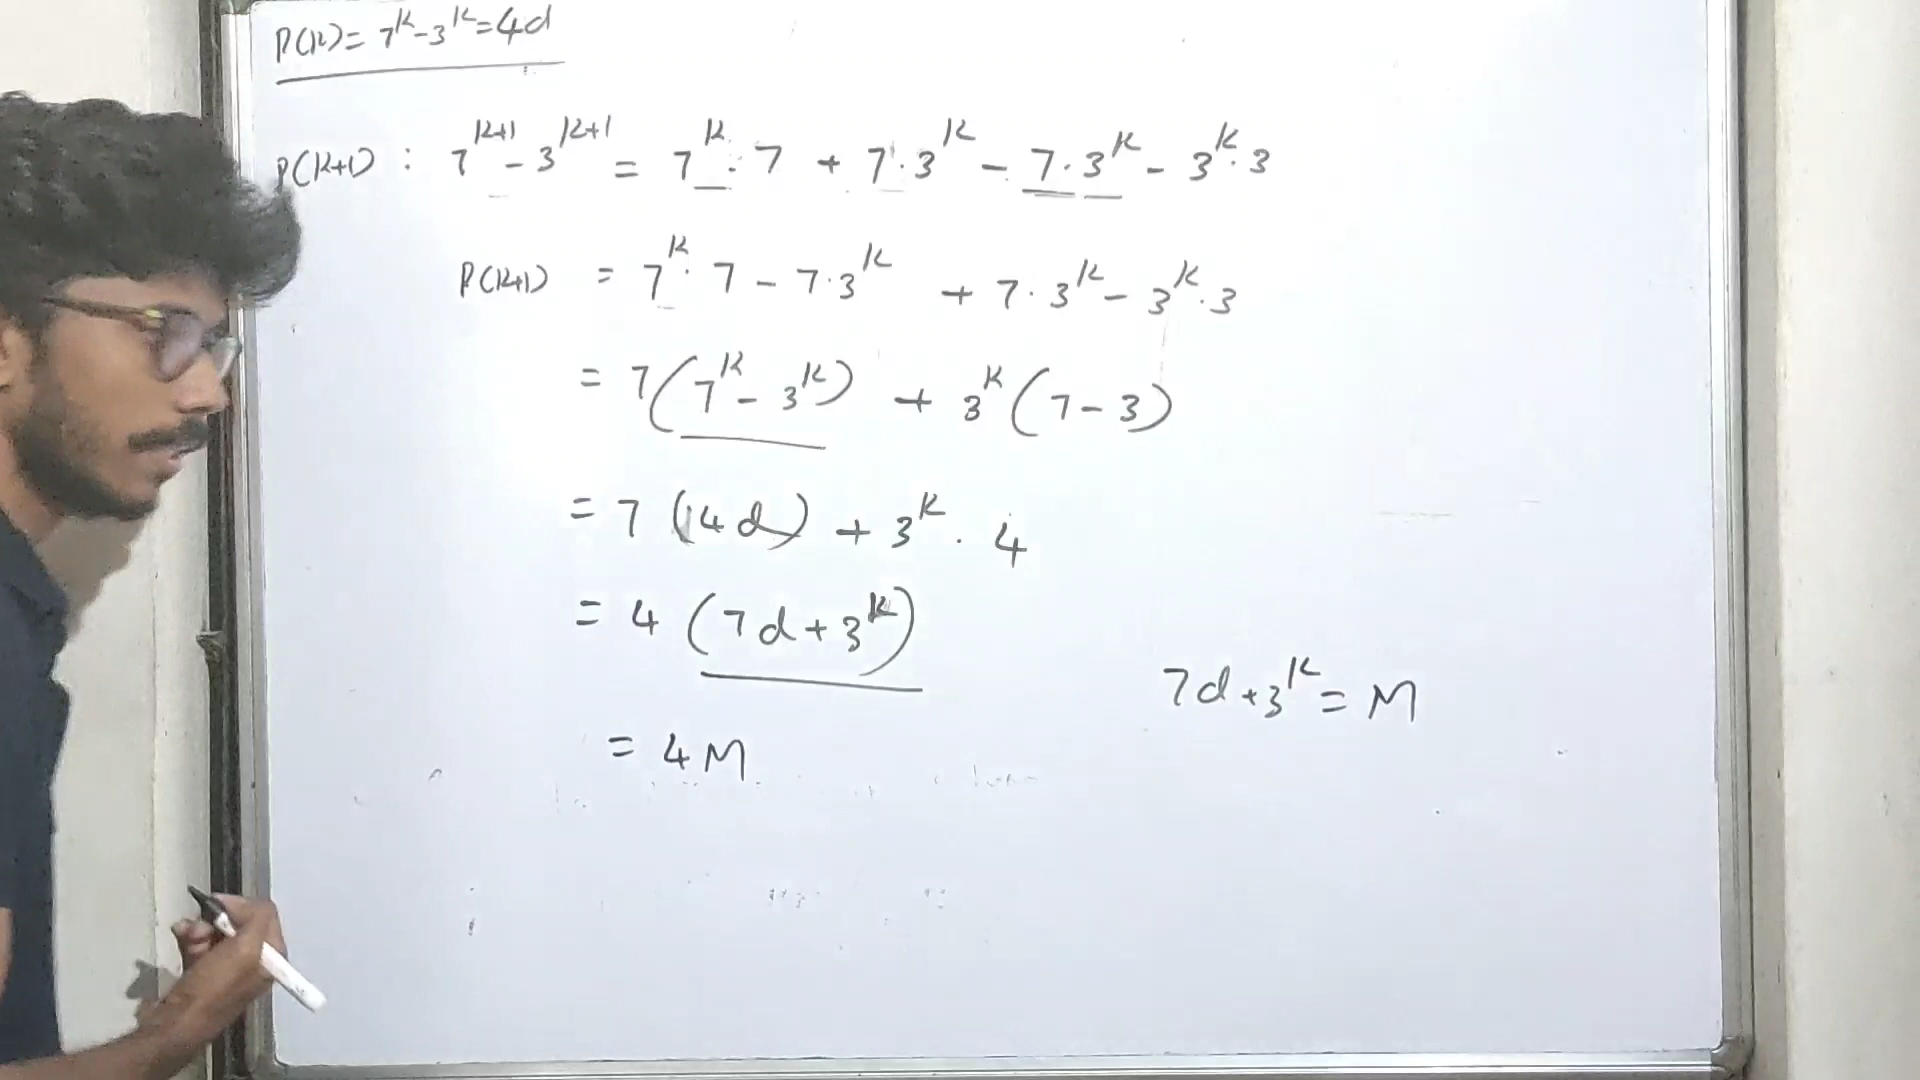 P(k) = 7^k - 3^k = 4d
P(k+1) : 7^{k+1} - 3^{k+1} = 7^k · 7 + 7 · 3^k - 7 · 3^k - 3^k · 3
P(k+1) = 7^k · 7 - 7 · 3^k + 7 · 3^k - 3^k · 3
= 7(7^k - 3^k) + 3^k (7 - 3)
= 7 (4d) + 3^k · 4
= 4 (7d + 3^k)
7d + 3^k = M
= 4M